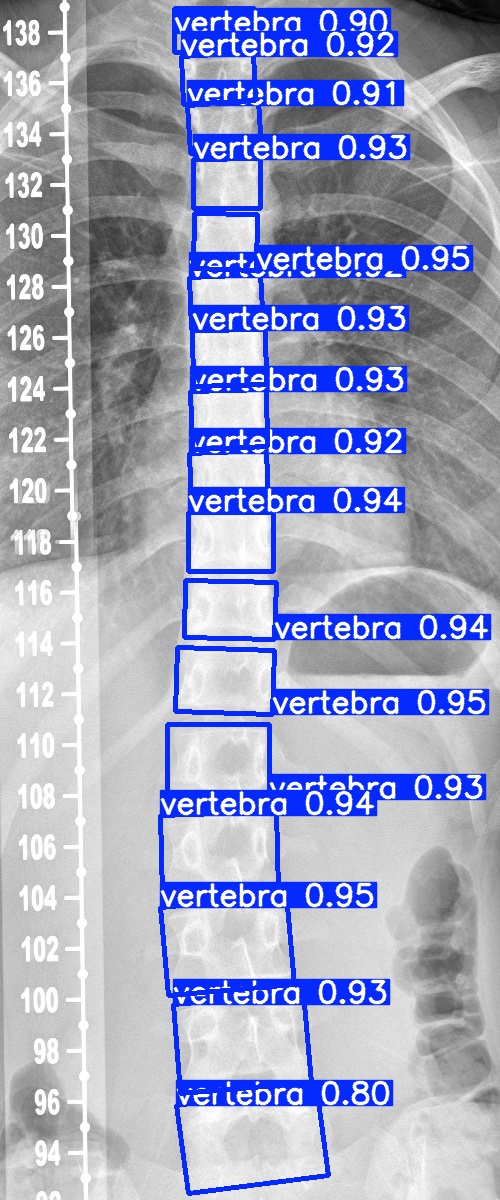 vertebra 0.90
138
vertebra 0.92
136
vertebra 0.91
134
vertebra 0.93
132
130
vertebra 0.95
vertebra 0.92
128
vertebra 0.93
126
vertebra 0.93
124
vertebra 0.92
122
120
vertebra 0.94
118
116
vertebra 0.94
114
112
vertebra 0.95
110
vertebra 0.93
108
vertebra 0.94
106
vertebra 0.95
104
102
vertebra 0.93
100
98
vertebra 0.80
96
94